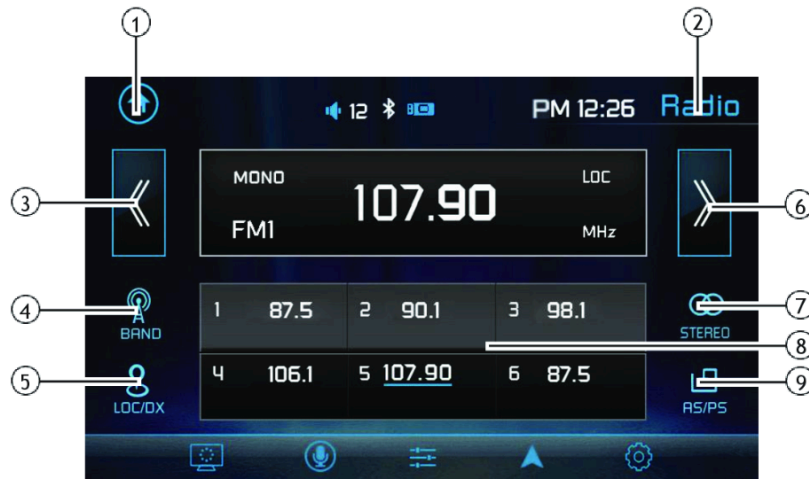 1
2
12 PM 12:26 Radio
MONO LOC
107.90
FM1 MHz
3
6
1 87.5 2 90.1 3 98.1
4 BAND
7 STEREO
8
4 106.1 5 107.90 6 87.5
5 LOC/DX
9 AS/PS